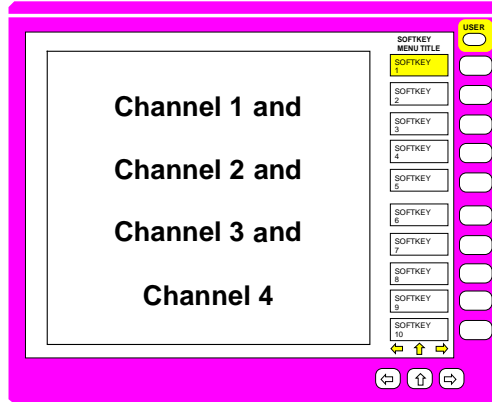 USER
SOFTKEY
MENU TITLE
SOFTKEY
1
SOFTKEY
2
SOFTKEY
3
SOFTKEY
4
SOFTKEY
5
SOFTKEY
6
SOFTKEY
7
SOFTKEY
8
SOFTKEY
9
SOFTKEY
10
Channel 1 and
Channel 2 and
Channel 3 and
Channel 4